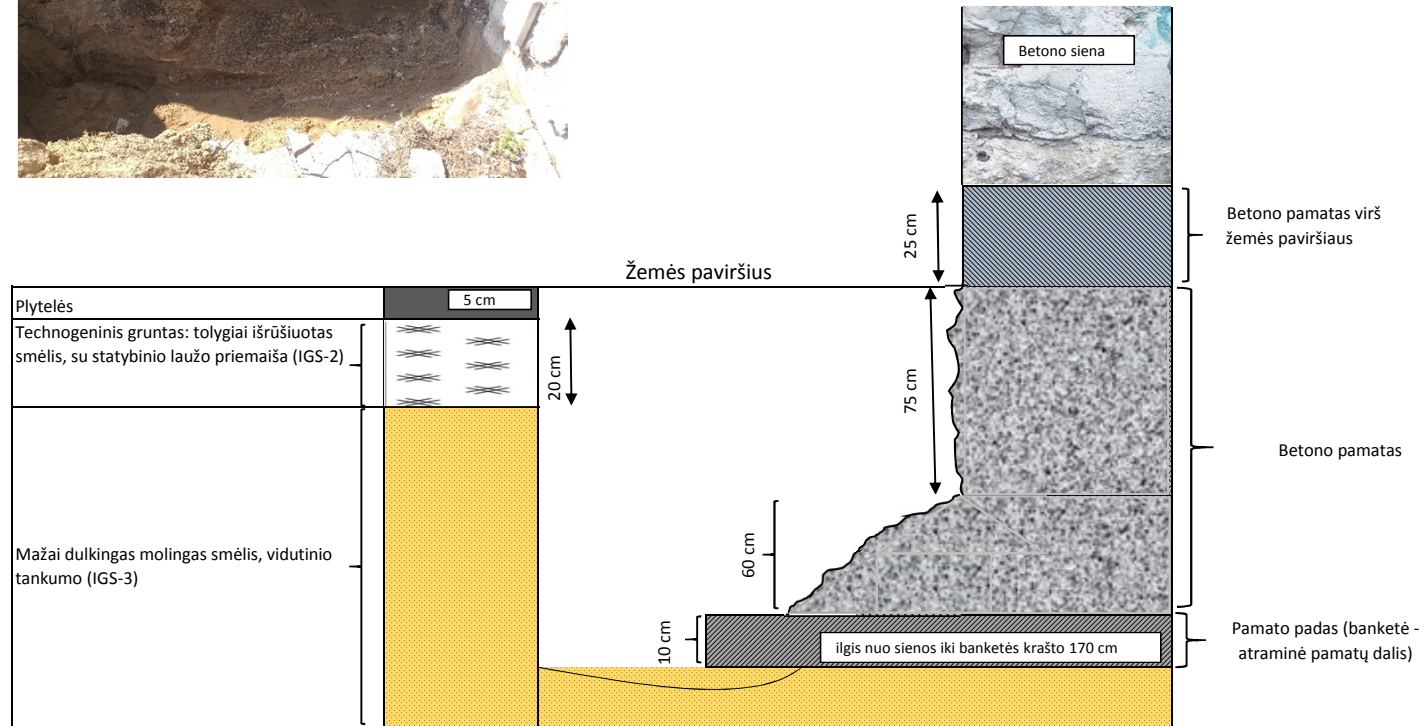 Betono siena
25 cm
Betono pamatas virš
žemės paviršiaus
Žemės paviršius
Plytelės
5 cm
Technogeninis gruntas: tolygiai išrūšiuotas
smėlis, su statybinio laužo priemaiša (IGS-2)
20 cm
75 cm
Betono pamatas
Mažai dulkingas molingas smėlis, vidutinio
tankumo (IGS-3)
60 cm
10 cm
ilgis nuo sienos iki banketės krašto 170 cm
Pamato padas (banketė -
atraminė pamatų dalis)